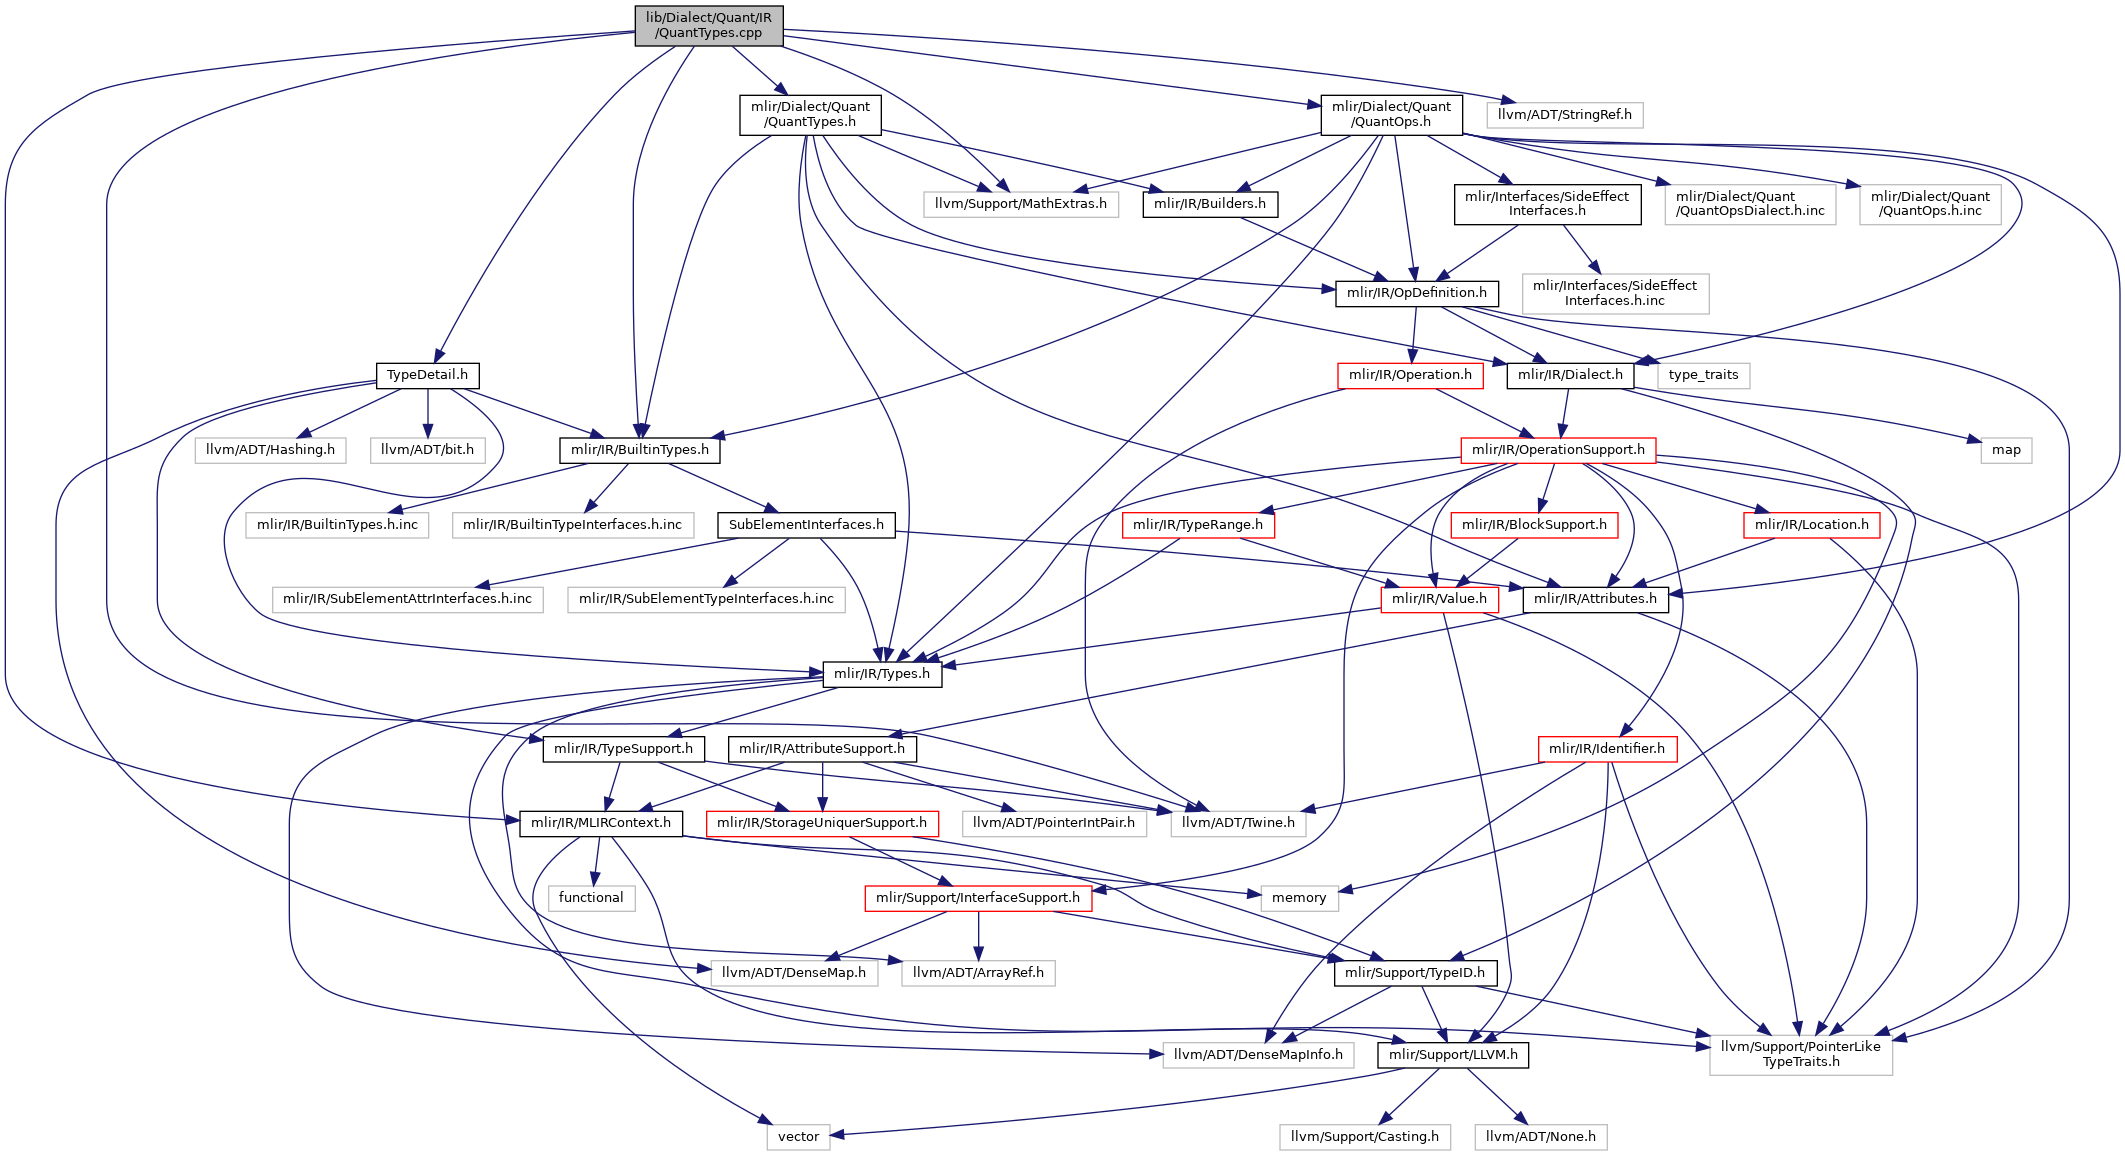 lib/Dialect/Quant/IR
/QuantTypes.cpp
mlir/Dialect/Quant
/QuantTypes.h
mlir/Dialect/Quant
/QuantOps.h
llvm/ADT/StringRef.h
llvm/Support/MathExtras.h
mlir/IR/Builders.h
mlir/Interfaces/SideEffect
Interfaces.h
mlir/Dialect/Quant
/QuantOpsDialect.h.inc
mlir/Dialect/Quant
/QuantOps.h.inc
mlir/IR/OpDefinition.h
mlir/Interfaces/SideEffect
Interfaces.h.inc
TypeDetail.h
mlir/IR/Operation.h
mlir/IR/Dialect.h
type_traits
llvm/ADT/Hashing.h
llvm/ADT/bit.h
mlir/IR/BuiltinTypes.h
mlir/IR/OperationSupport.h
map
mlir/IR/BuiltinTypes.h.inc
mlir/IR/BuiltinTypeInterfaces.h.inc
SubElementInterfaces.h
mlir/IR/TypeRange.h
mlir/IR/BlockSupport.h
mlir/IR/Location.h
mlir/IR/SubElementAttrInterfaces.h.inc
mlir/IR/SubElementTypeInterfaces.h.inc
mlir/IR/Value.h
mlir/IR/Attributes.h
mlir/IR/Types.h
mlir/IR/TypeSupport.h
mlir/IR/AttributeSupport.h
mlir/IR/Identifier.h
mlir/IR/MLIRContext.h
mlir/IR/StorageUniquerSupport.h
llvm/ADT/PointerIntPair.h
llvm/ADT/Twine.h
functional
mlir/Support/InterfaceSupport.h
memory
llvm/ADT/DenseMap.h
llvm/ADT/ArrayRef.h
mlir/Support/TypeID.h
llvm/ADT/DenseMapInfo.h
mlir/Support/LLVM.h
llvm/Support/PointerLike
TypeTraits.h
vector
llvm/Support/Casting.h
llvm/ADT/None.h